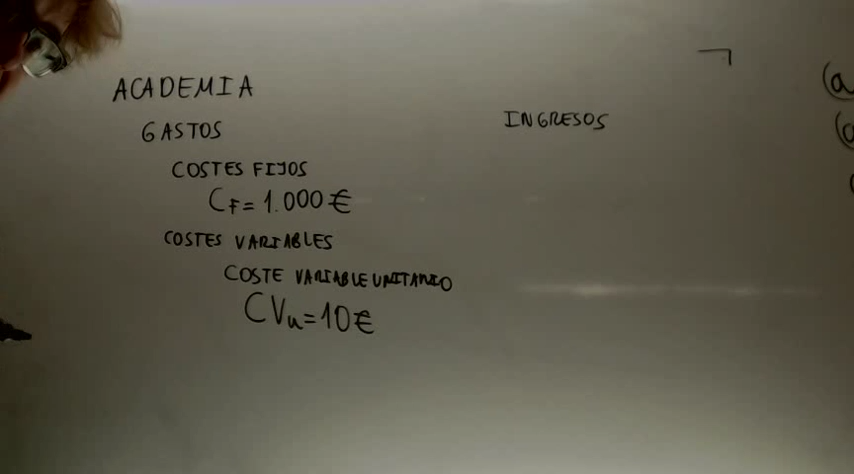 ACADEMIA
GASTOS
INGRESOS
COSTES FIJOS
CF = 1.000 €
COSTES VARIABLES
COSTE VARIABLE UNITARIO
CVu = 10 €
(a